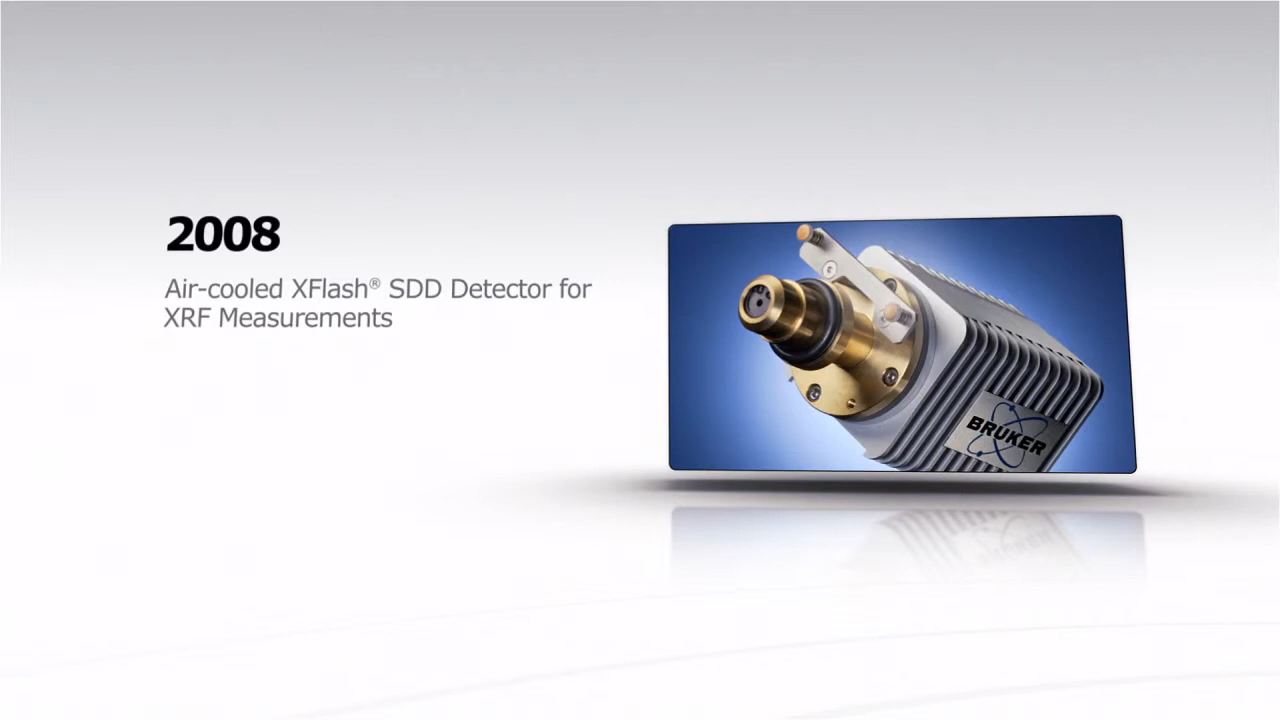 2008
Air-cooled XFlash® SDD Detector for
XRF Measurements
BRUKER